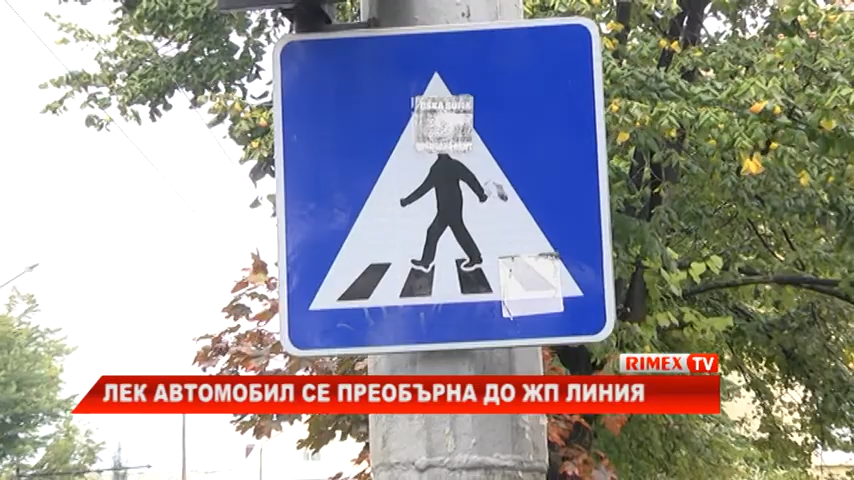 RIMEX TV
ЛЕК АВТОМОБИЛ СЕ ПРЕОБЪРНА ДО ЖП ЛИНИЯ